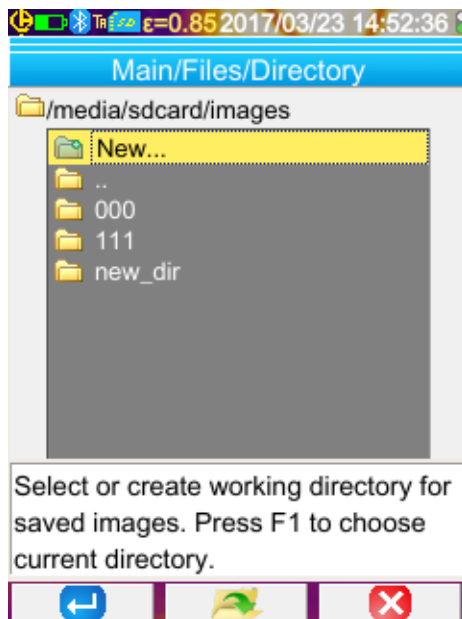 ε=0.85 2017/03/23 14:52:36
Main/Files/Directory
/media/sdcard/images
New...
..
000
111
new_dir
Select or create working directory for
saved images. Press F1 to choose
current directory.